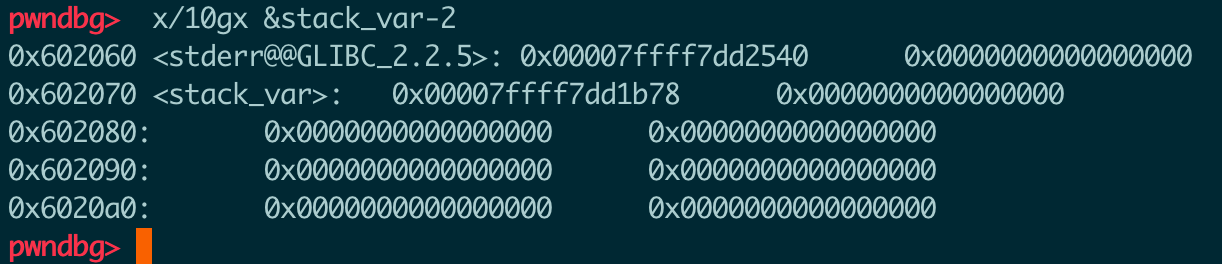 pwndbg> x/10gx &stack_var-2
0x602060 <stderr@@GLIBC_2.2.5>: 0x00007ffff7dd2540 0x0000000000000000
0x602070 <stack_var>: 0x00007ffff7dd1b78 0x0000000000000000
0x602080: 0x0000000000000000 0x0000000000000000
0x602090: 0x0000000000000000 0x0000000000000000
0x6020a0: 0x0000000000000000 0x0000000000000000
pwndbg>